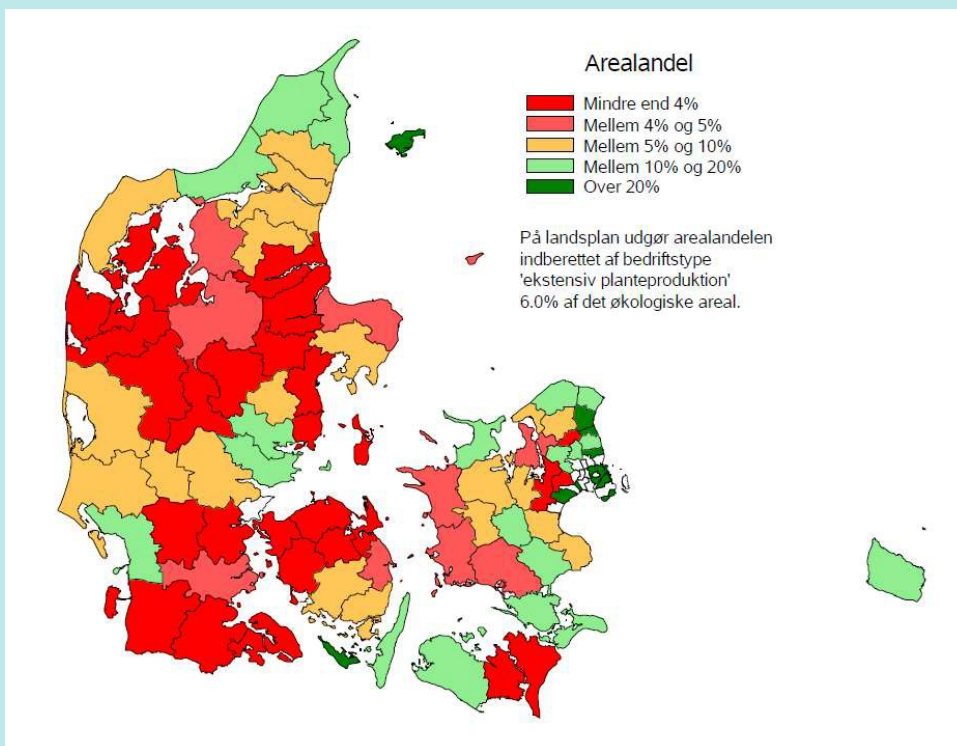 Arealandel
Mindre end 4%
Mellem 4% og 5%
Mellem 5% og 10%
Mellem 10% og 20%
Over 20%
På landsplan udgør arealandelen
indberettet af bedriftstype
'ekstensiv planteproduktion'
6.0% af det økologiske areal.